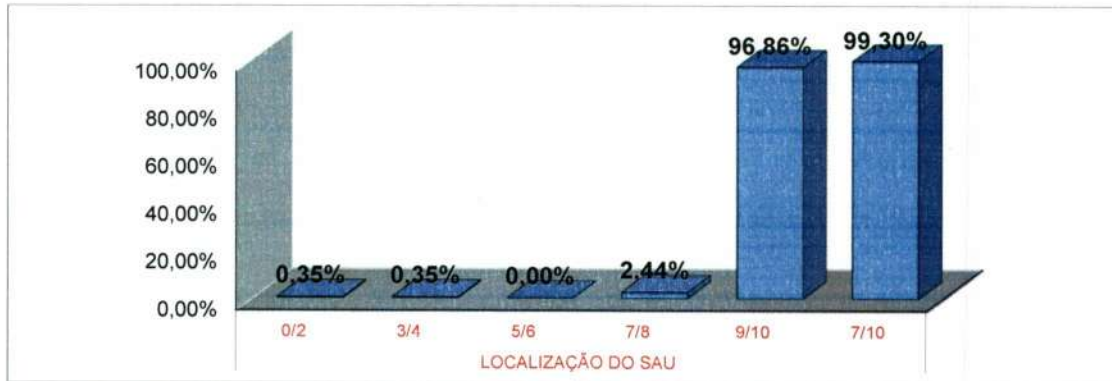 96,86% 99,30%
100,00%
80,00%
60,00%
40,00%
20,00%
0,35% 0,35% 0,00% 2,44%
0,00%
0/2 3/4 5/6 7/8 9/10 7/10
LOCALIZAÇÃO DO SAU